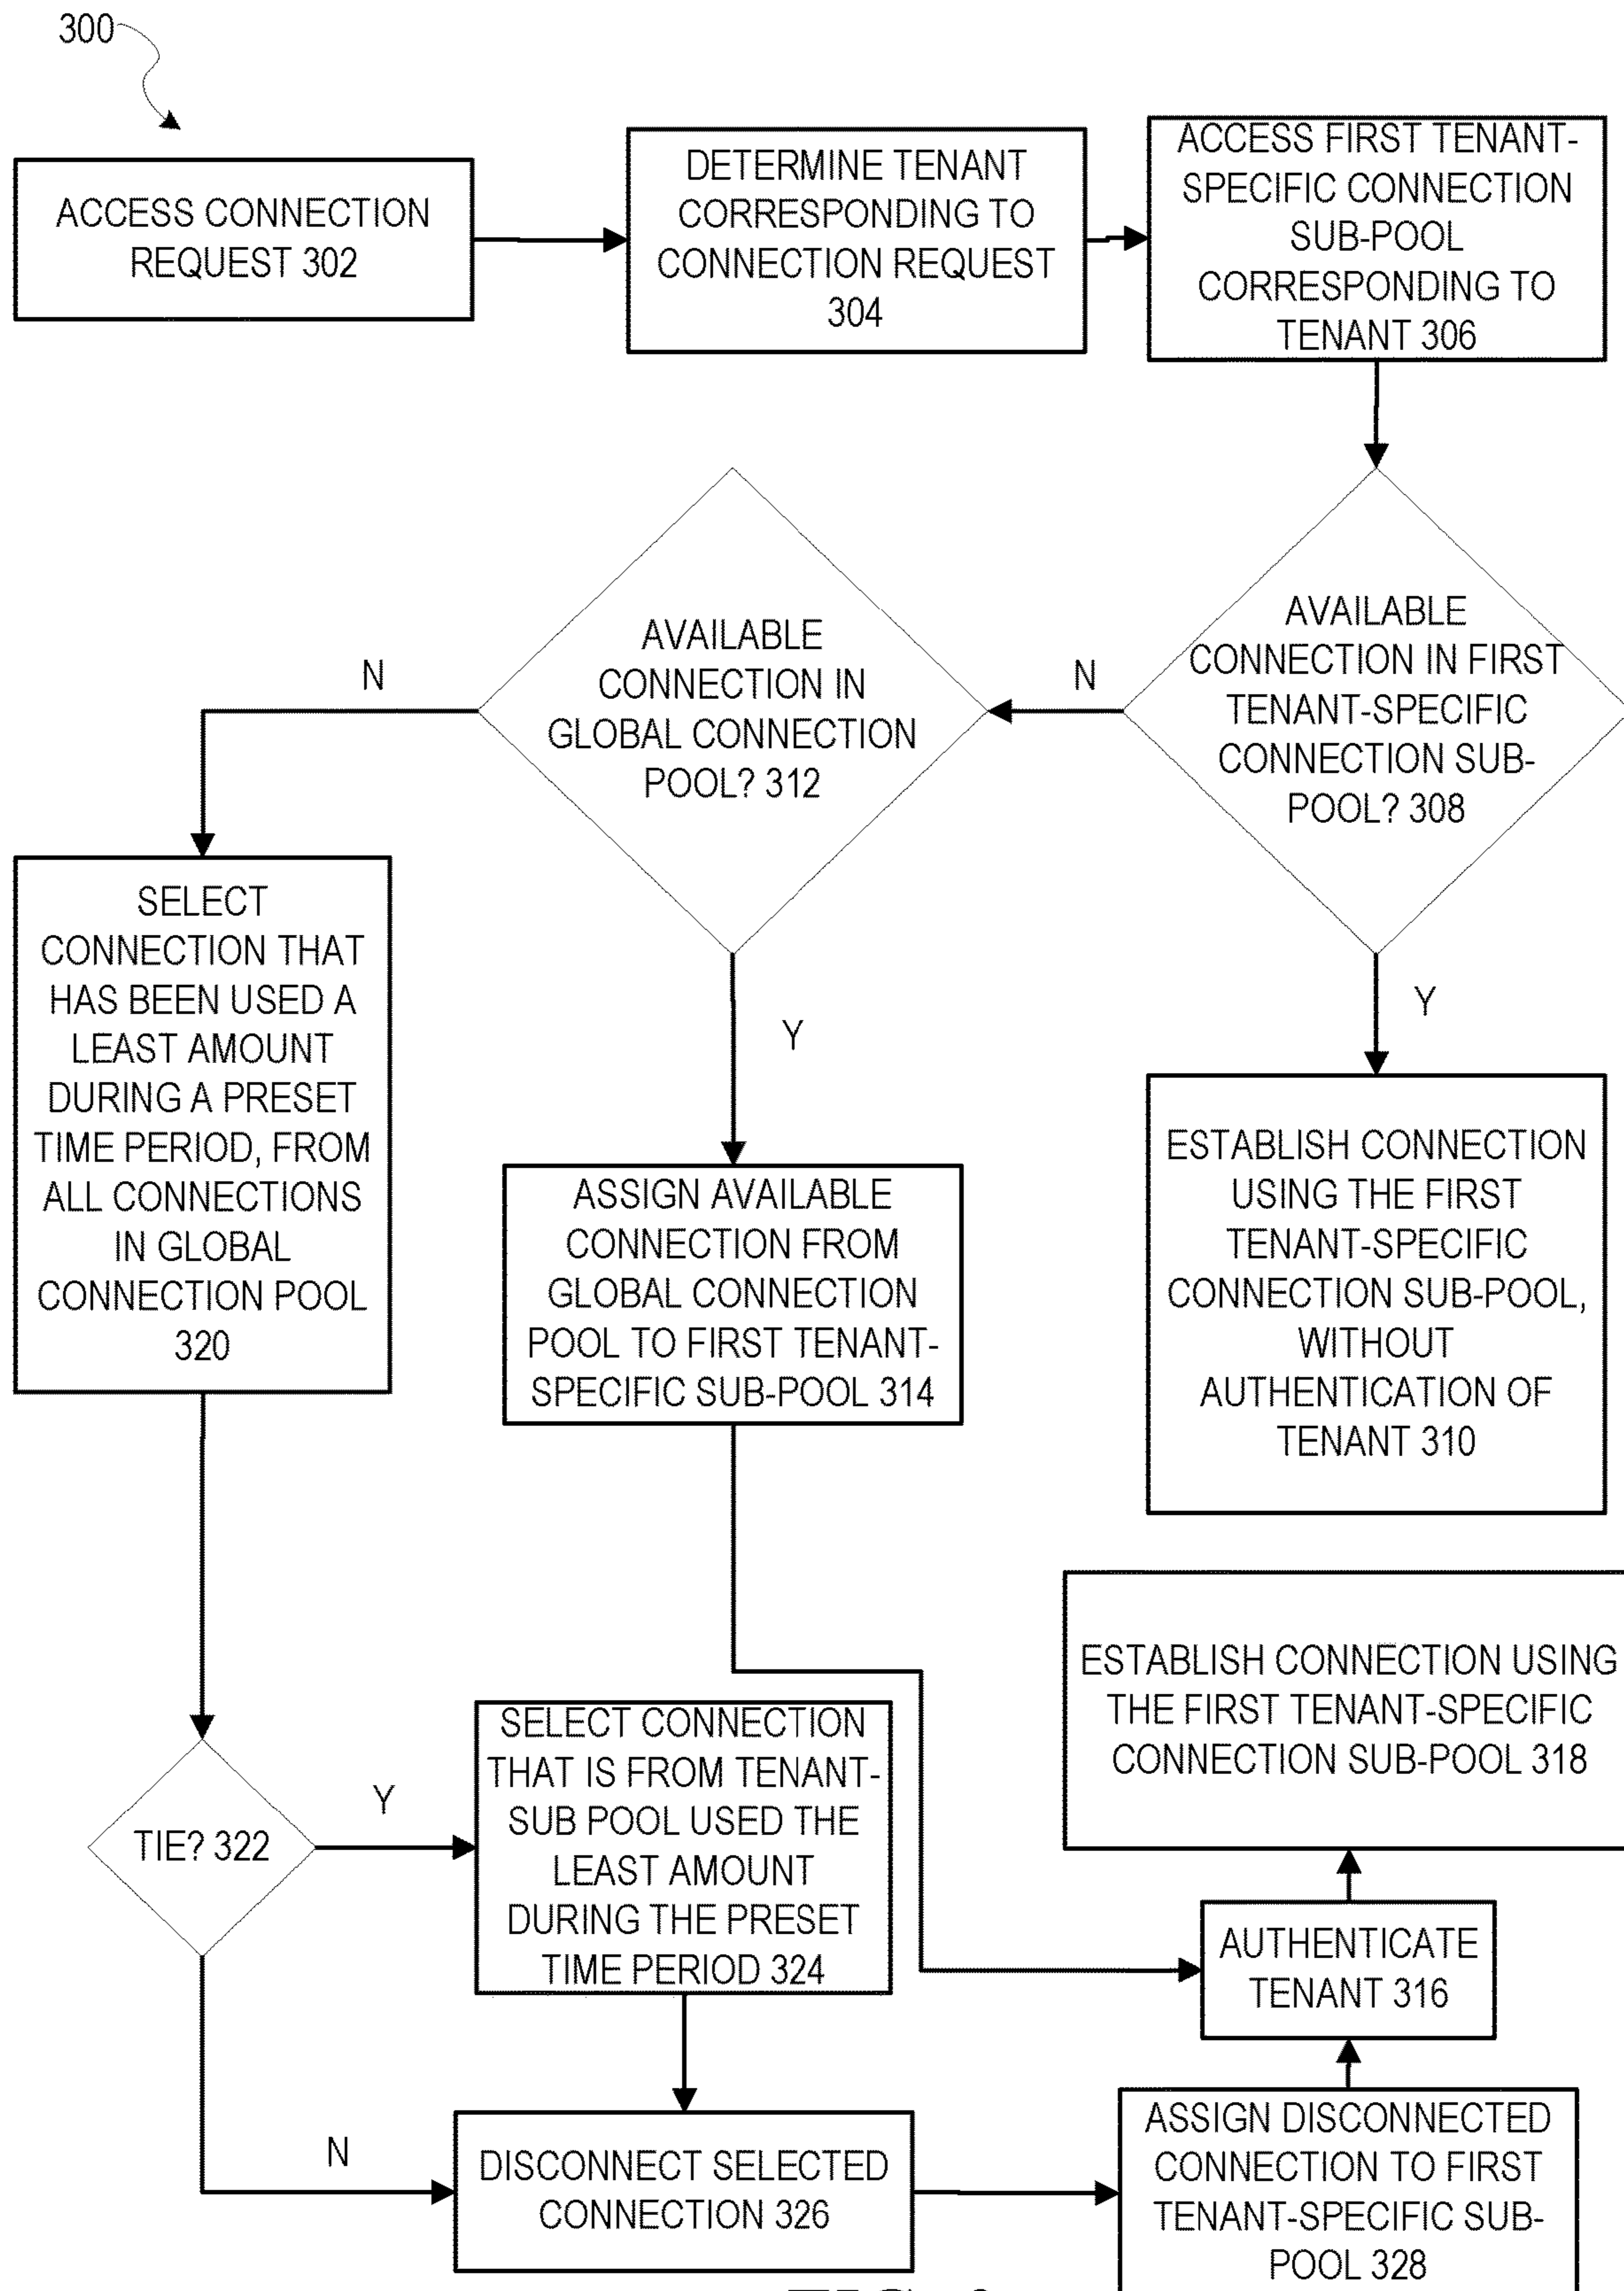 300
ACCESS CONNECTION
REQUEST 302
DETERMINE TENANT
CORRESPONDING TO
CONNECTION REQUEST
304
ACCESS FIRST TENANT-
SPECIFIC CONNECTION
SUB-POOL
CORRESPONDING TO
TENANT 306
AVAILABLE
CONNECTION IN FIRST
TENANT-SPECIFIC
CONNECTION SUB-
POOL? 308
N
AVAILABLE
CONNECTION IN
GLOBAL CONNECTION
POOL? 312
N
Y
ESTABLISH CONNECTION
USING THE FIRST
TENANT-SPECIFIC
CONNECTION SUB-POOL,
WITHOUT
AUTHENTICATION OF
TENANT 310
Y
ASSIGN AVAILABLE
CONNECTION FROM
GLOBAL CONNECTION
POOL TO FIRST TENANT-
SPECIFIC SUB-POOL 314
SELECT
CONNECTION THAT
HAS BEEN USED A
LEAST AMOUNT
DURING A PRESET
TIME PERIOD, FROM
ALL CONNECTIONS
IN GLOBAL
CONNECTION POOL
320
TIE? 322
Y
SELECT CONNECTION
THAT IS FROM TENANT-
SUB POOL USED THE
LEAST AMOUNT
DURING THE PRESET
TIME PERIOD 324
N
DISCONNECT SELECTED
CONNECTION 326
ASSIGN DISCONNECTED
CONNECTION TO FIRST
TENANT-SPECIFIC SUB-
POOL 328
AUTHENTICATE
TENANT 316
ESTABLISH CONNECTION USING
THE FIRST TENANT-SPECIFIC
CONNECTION SUB-POOL 318